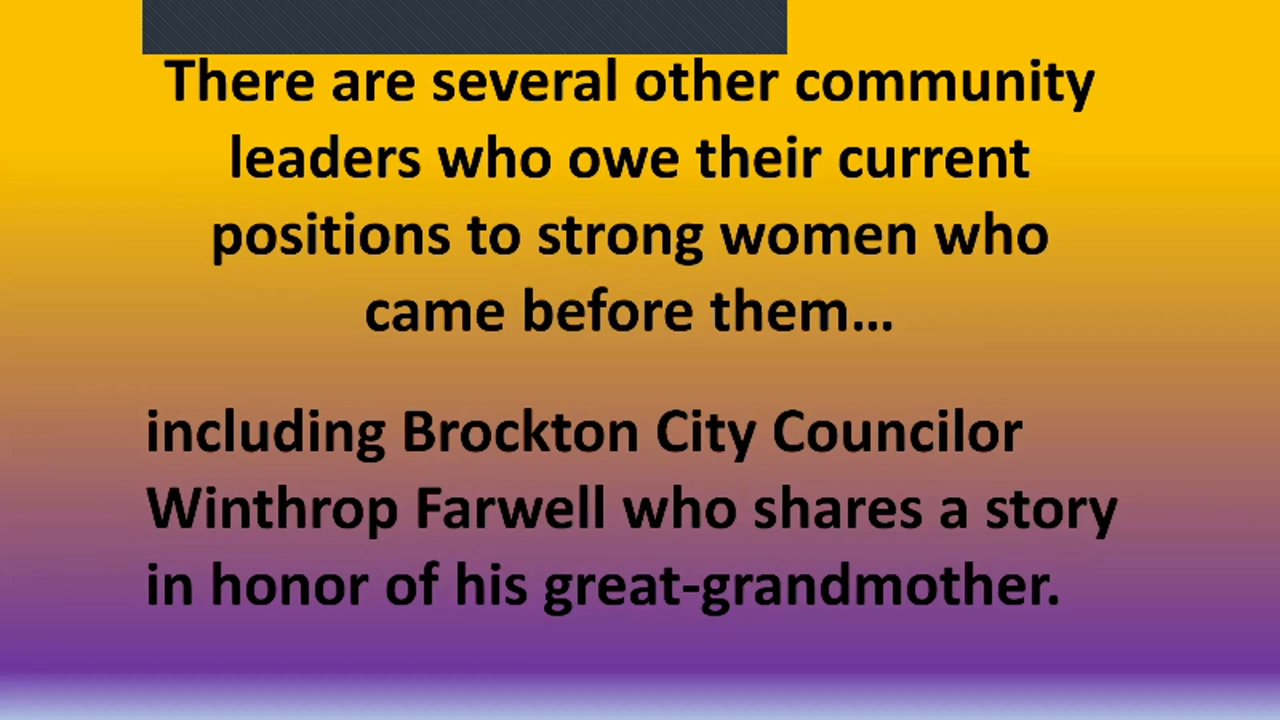 There are several other community
leaders who owe their current
positions to strong women who
came before them…
including Brockton City Councilor
Winthrop Farwell who shares a story
in honor of his great-grandmother.